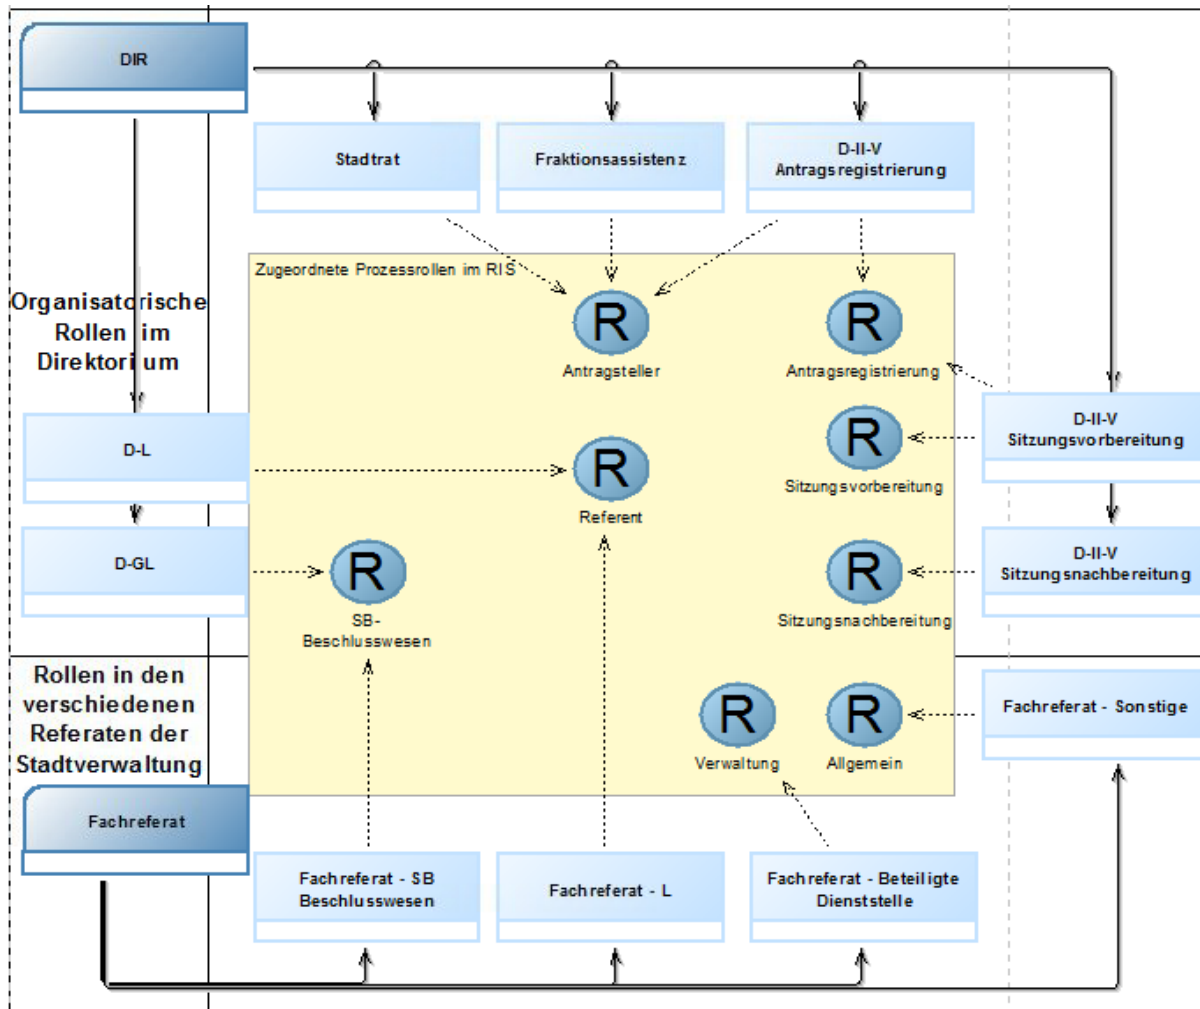 DIR
Stadtrat
Fraktionsassistenz
D-II-V
Antragsregistrierung
Zugeordnete Prozessrollen im RIS
Organisatorische
Rollen im
Direktorium
R
Antragsteller
R
Antragsregistrierung
D-L
R
Referent
R
Sitzungsvorbereitung
D-II-V
Sitzungsvorbereitung
D-GL
R
SB-
Beschlusswesen
R
Sitzungsnachbereitung
D-II-V
Sitzungsnachbereitung
Rollen in den
verschiedenen
Referaten der
Stadtverwaltung
R
Verwaltung
R
Allgemein
Fachreferat - Sonstige
Fachreferat
Fachreferat - SB
Beschlusswesen
Fachreferat - L
Fachreferat - Beteiligte
Dienststelle